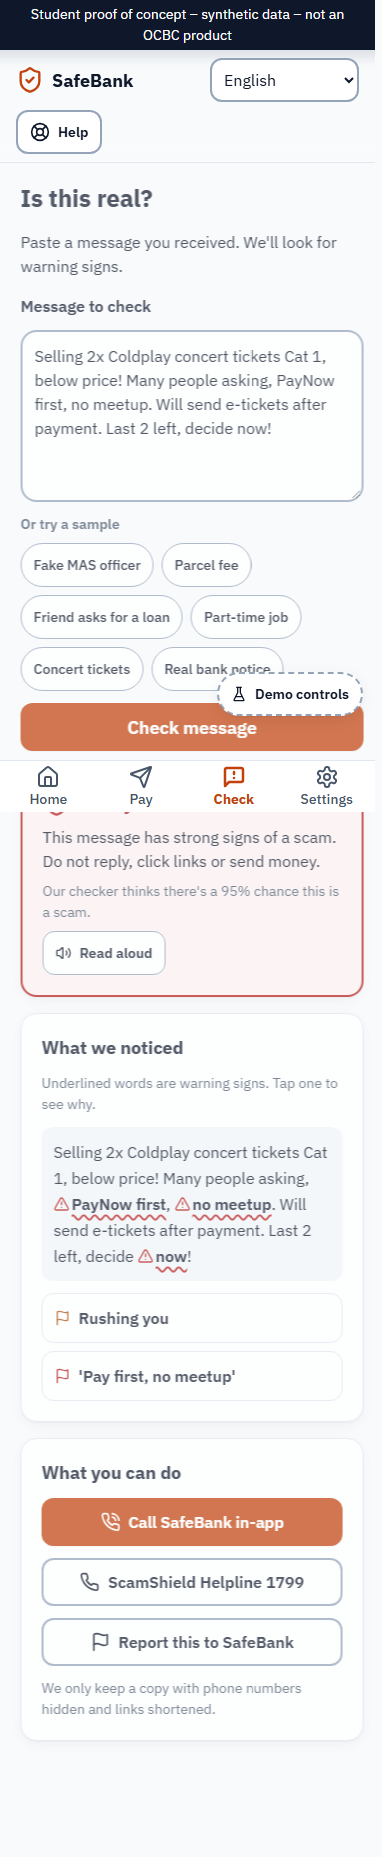 Student proof of concept – synthetic data – not an
OCBC product
SafeBank
English
Help
Is this real?
Paste a message you received. We'll look for
warning signs.
Message to check
Selling 2x Coldplay concert tickets Cat 1,
below price! Many people asking, PayNow
first, no meetup. Will send e-tickets after
payment. Last 2 left, decide now!
Or try a sample
Fake MAS officer
Parcel fee
Friend asks for a loan
Part-time job
Concert tickets
Real bank notice
Demo controls
Check message
Home
Pay
Check
Settings
This message has strong signs of a scam.
Do not reply, click links or send money.
Our checker thinks there's a 95% chance this is
a scam.
Read aloud
What we noticed
Underlined words are warning signs. Tap one to
see why.
Selling 2x Coldplay concert tickets Cat
1, below price! Many people asking,
PayNow first, no meetup. Will
send e-tickets after payment. Last 2
left, decide now!
Rushing you
'Pay first, no meetup'
What you can do
Call SafeBank in-app
ScamShield Helpline 1799
Report this to SafeBank
We only keep a copy with phone numbers
hidden and links shortened.